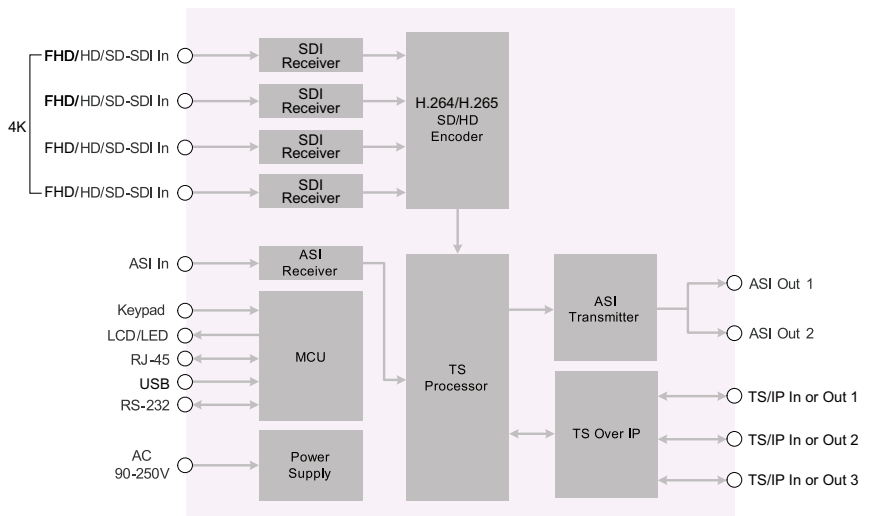 4K
FHD/HD/SD-SDI In
SDI
Receiver
FHD/HD/SD-SDI In
SDI
Receiver
FHD/HD/SD-SDI In
SDI
Receiver
FHD/HD/SD-SDI In
SDI
Receiver
H.264/H.265
SD/HD
Encoder
ASI In
ASI
Receiver
Keypad
LCD/LED
RJ-45
USB
RS-232
MCU
AC
90-250V
Power
Supply
TS
Processor
ASI
Transmitter
ASI Out 1
ASI Out 2
TS Over IP
TS/IP In or Out 1
TS/IP In or Out 2
TS/IP In or Out 3